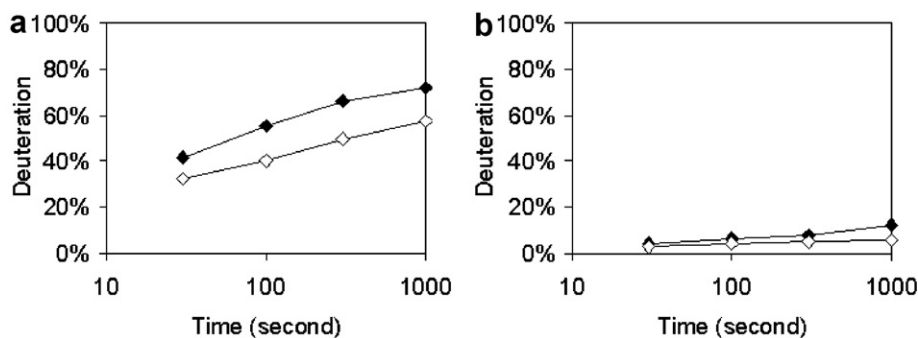 a 100% b 100%
80% 80%
60% 60%
40% 40%
20% 20%
0% 0%
Deuteration Deuteration
10 100 1000 10 100 1000
Time (second) Time (second)